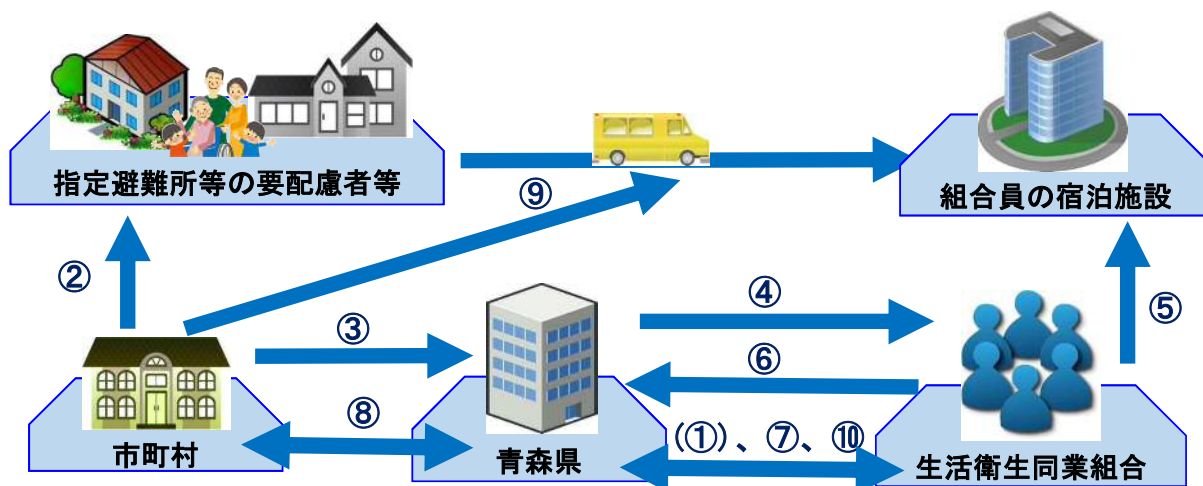 指定避難所等の要配慮者等
組合員の宿泊施設
⑨
②
④
⑤
③
⑥
⑧
(①)、⑦、⑩
市町村
青森県
生活衛生同業組合